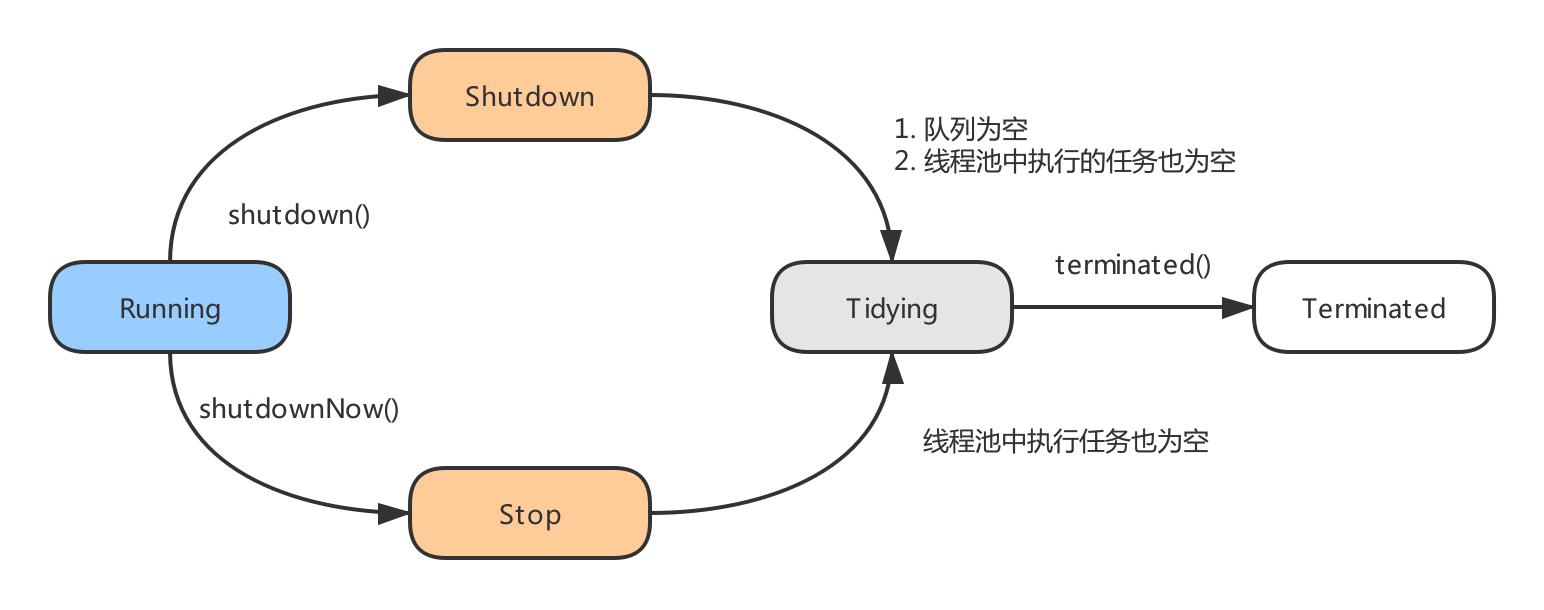 Shutdown
1. 队列为空
2. 线程池中执行的任务也为空
shutdown()
terminated()
Running
Tidying
Terminated
shutdownNow()
线程池中执行任务也为空
Stop